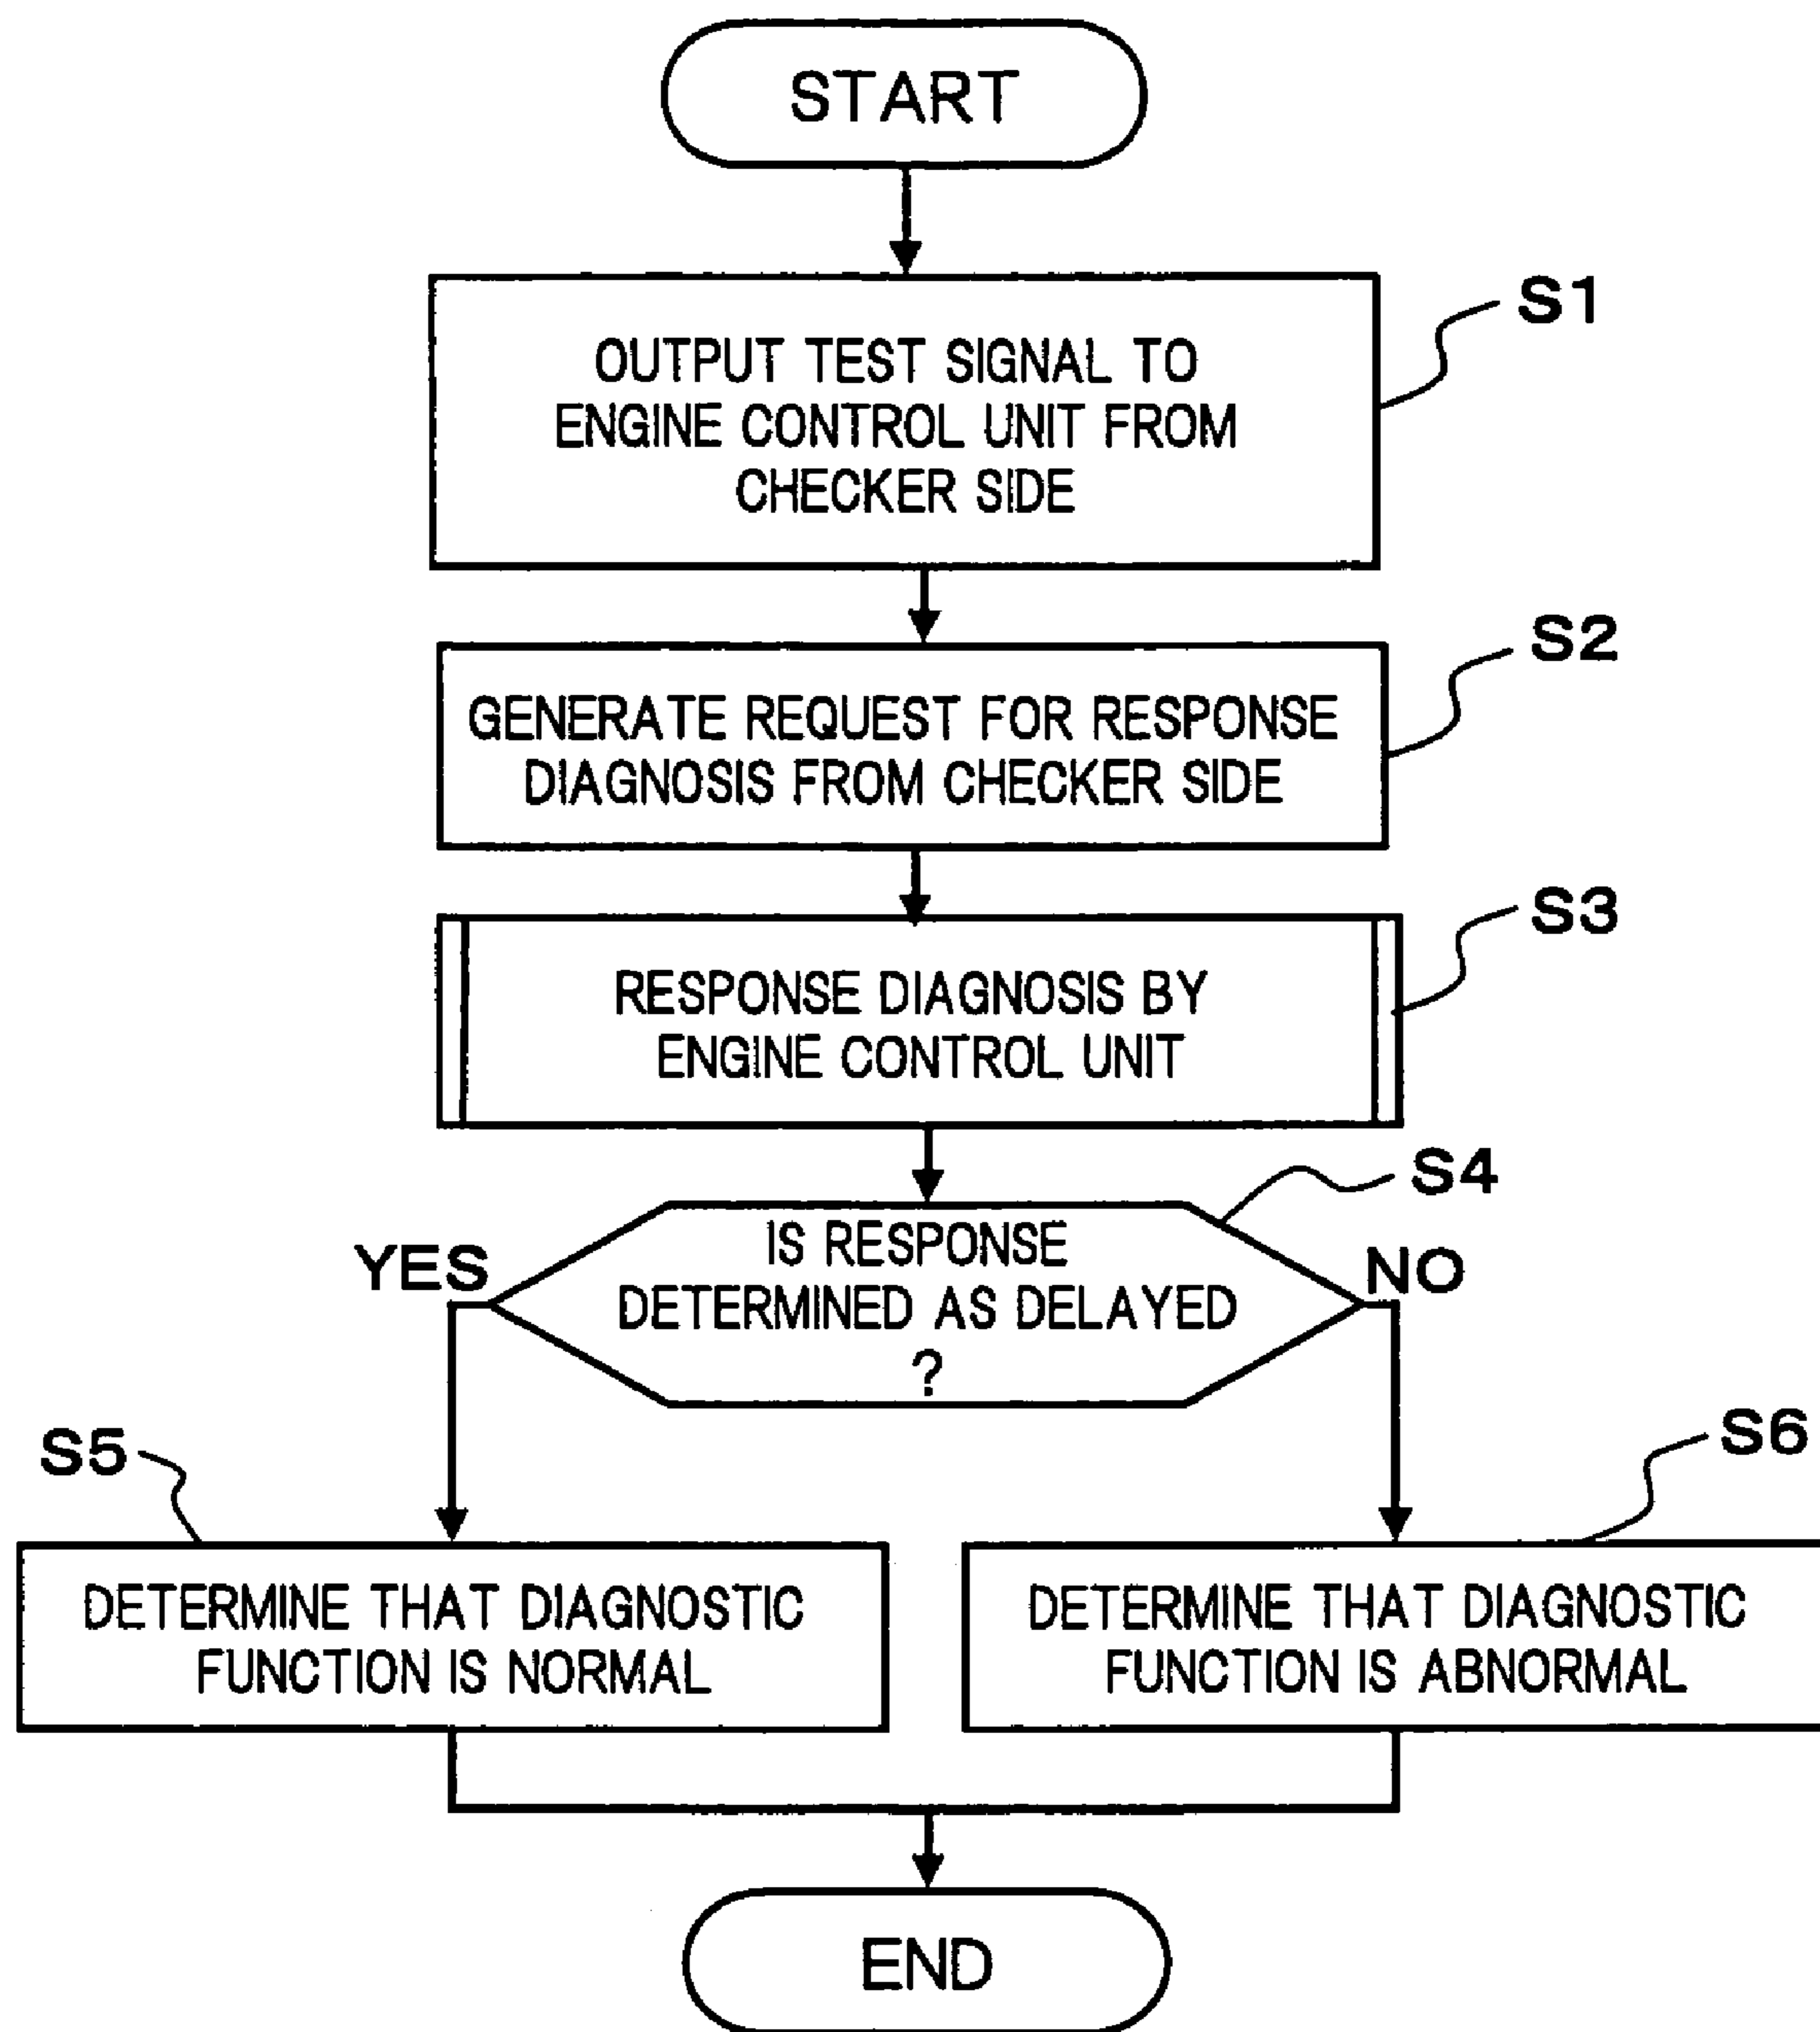 START
S1
OUTPUT TEST SIGNAL TO
ENGINE CONTROL UNIT FROM
CHECKER SIDE
S2
GENERATE REQUEST FOR RESPONSE
DIAGNOSIS FROM CHECKER SIDE
S3
RESPONSE DIAGNOSIS BY
ENGINE CONTROL UNIT
S4
IS RESPONSE
DETERMINED AS DELAYED
?
YES
NO
S5
S6
DETERMINE THAT DIAGNOSTIC
FUNCTION IS NORMAL
DETERMINE THAT DIAGNOSTIC
FUNCTION IS ABNORMAL
END